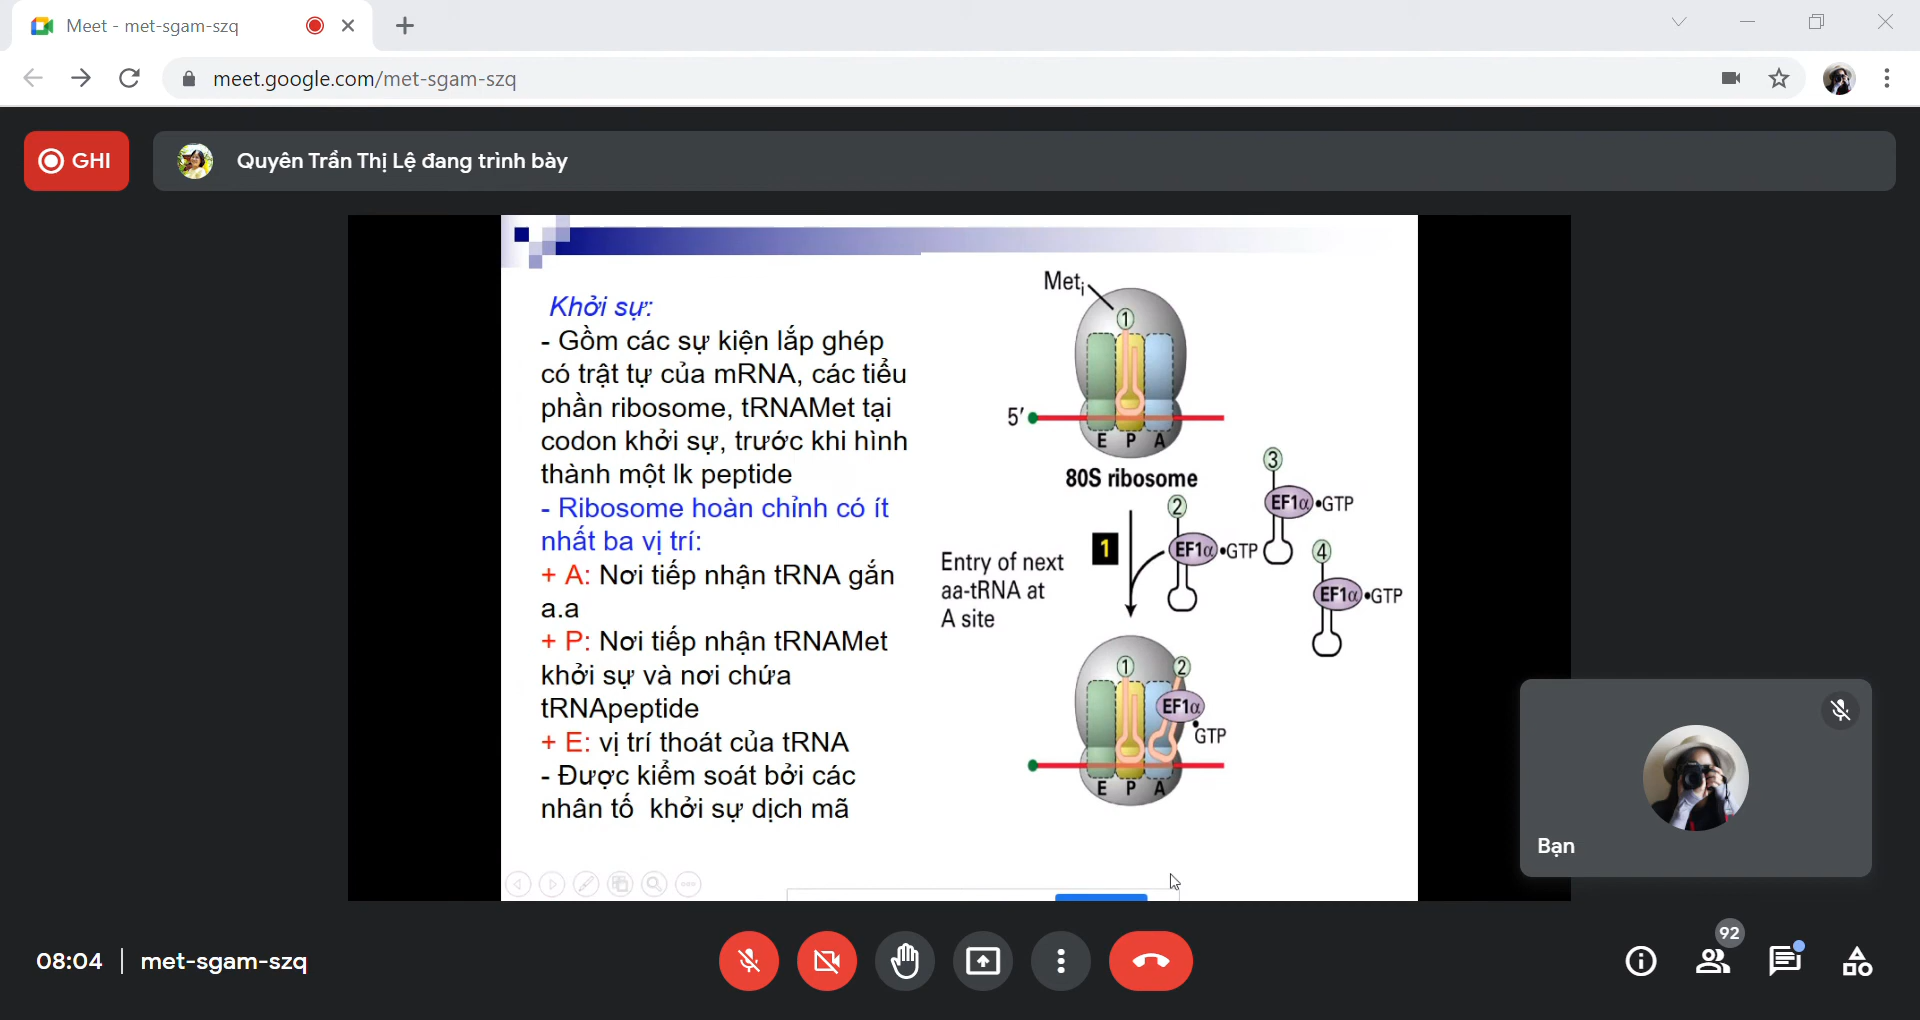 Meet - met-sgam-szq
meet.google.com/met-sgam-szq
GHI
Quyên Trần Thị Lệ đang trình bày
Khởi sự:
- Gồm các sự kiện lắp ghép
có trật tự của mRNA, các tiểu
phần ribosome, tRNAMet tại
codon khởi sự, trước khi hình
thành một lk peptide
- Ribosome hoàn chỉnh có ít
nhất ba vị trí:
+ A: Nơi tiếp nhận tRNA gắn
a.a
+ P: Nơi tiếp nhận tRNAMet
khởi sự và nơi chứa
tRNApeptide
+ E: vị trí thoát của tRNA
- Được kiểm soát bởi các
nhân tố  khởi sự dịch mã
Meti
1
5′
E P A
80S ribosome
3
EF1α•GTP
2
EF1α•GTP
4
EF1α•GTP
1
Entry of next
aa-tRNA at
A site
1 2
EF1α
•
GTP
E P A
Bạn
08:04 | met-sgam-szq
92